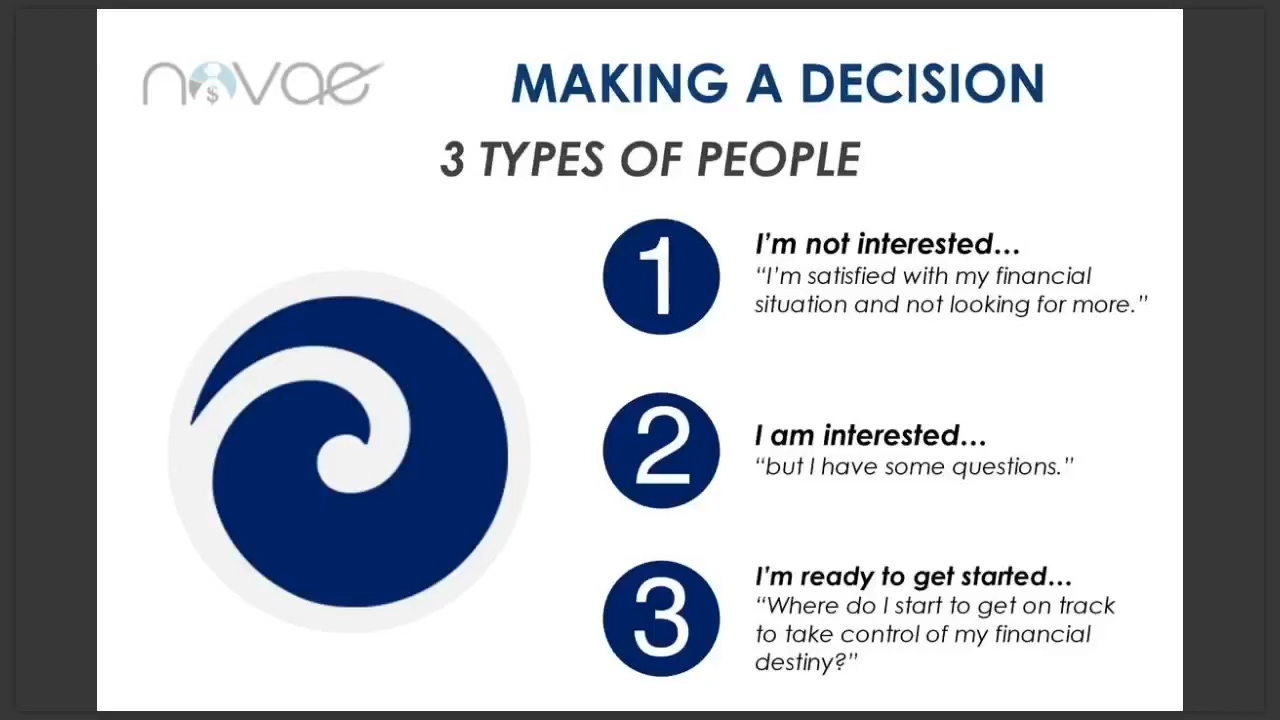 novae
$
MAKING A DECISION
3 TYPES OF PEOPLE
1
I'm not interested...
“I'm satisfied with my financial
situation and not looking for more.”
2
I am interested...
“but I have some questions.”
3
I'm ready to get started...
“Where do I start to get on track
to take control of my financial
destiny?”